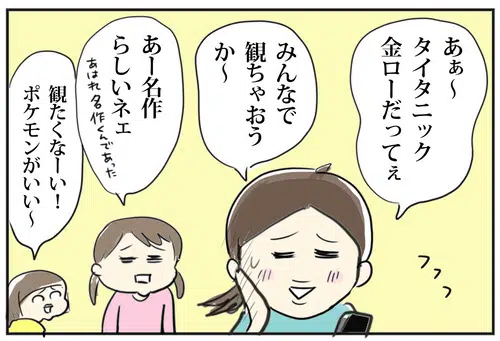 あぁ〜
タイタニック
金ローだってぇ
みんなで
観ちゃおう
か〜
あー名作
らしいネェ
あはれ名作くんであった
観たくなーい！
ポケモンがいい〜
フフフ